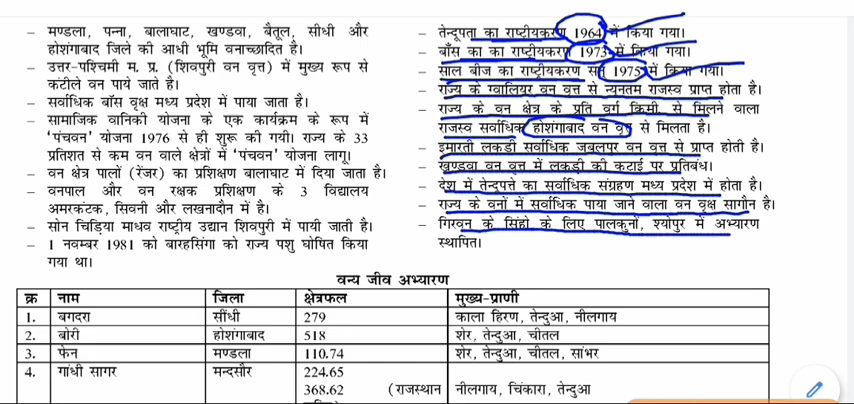 – मण्डला, पन्ना, बालाघाट, खण्डवा, बैतूल, सीधी और
होशंगाबाद जिले की आधी भूमि वनाच्छादित है।
– उत्तर-पश्चिमी म. प्र. (शिवपुरी वन वृत्त) में मुख्य रूप से
कंटीले वन पाये जाते है।
– सर्वाधिक बॉस वृक्ष मध्य प्रदेश में पाया जाता है।
– सामाजिक वानिकी योजना के एक कार्यक्रम के रूप में
'पंचवन' योजना 1976 से ही शुरू की गयी। राज्य के 33
प्रतिशत से कम वन वाले क्षेत्रों में 'पंचवन' योजना लागू।
– वन क्षेत्र पालों (रेंजर) का प्रशिक्षण बालाघाट में दिया जाता है।
– वनपाल और वन रक्षक प्रशिक्षण के 3 विद्यालय
अमरकंटक, सिवनी और लखनादौन में है।
– सोन चिड़िया माधव राष्ट्रीय उद्यान शिवपुरी में पायी जाती है।
– 1 नवम्बर 1981 को बारहसिंगा को राज्य पशु घोषित किया
गया था।
– तेन्दूपता का राष्टीयकरण 1964 में किया गया।
– बाँस का का राष्टीयकरण 1973 में किया गया।
– साल बीज का राष्टीयकरण सन् 1975 में किया गया।
– राज्य के ग्वालियर वन वृत्त से न्यूनतम राजस्व प्राप्त होता है।
– राज्य के वन क्षेत्र के प्रति वर्ग किमी. से मिलने वाला
राजस्व सर्वाधिक होशंगाबाद वन वृत्त से मिलता है।
– इमारती लकड़ी सर्वाधिक जबलपुर वन वृत्त से प्राप्त होती है।
– खण्डवा वन वृत्त में लकड़ी की कटाई पर प्रतिबंध।
– देश में तेन्दूपत्ते का सर्वाधिक संग्रहण मध्य प्रदेश में होता है।
– राज्य के वनों में सर्वाधिक पाया जाने वाला वन वृक्ष सागौन है।
– गिरवन के सिंहो के लिए पालकुनो, श्योपुर में अभ्यारण
स्थापित।
वन्य जीव अभ्यारण
क्र नाम जिला क्षेत्रफल मुख्य-प्राणी
1. बगदरा सींधी 279 काला हिरण, तेन्दुआ, नीलगाय
2. बोरी होशंगाबाद 518 शेर, तेन्दुआ, चीतल
3. फेन मण्डला 110.74 शेर, तेन्दुआ, चीतल, सांभर
4. गांधी सागर मन्दसौर 224.65
368.62 (राजस्थान नीलगाय, चिंकारा, तेन्दुआ